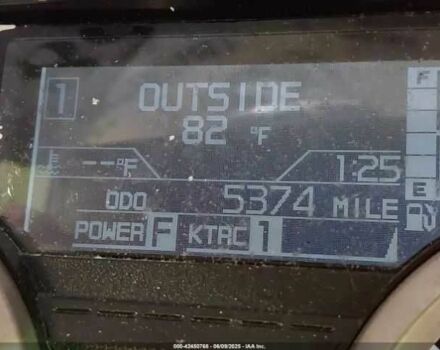 F
1 OUTSIDE
82 °F
--°F 1:25
E
ODO 5374 MILE
POWER F KTRC 1
000-42450768 - 06/09/2025 - IAA Inc.